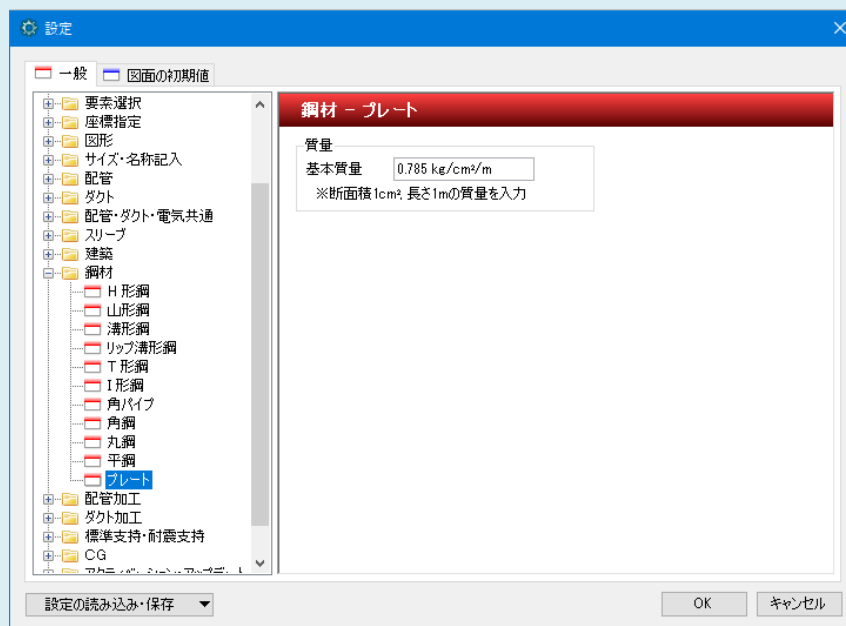 設定
一般
図面の初期値
要素選択
座標指定
図形
サイズ・名称記入
配管
ダクト
配管・ダクト・電気共通
スリーブ
建築
鋼材
H 形鋼
山形鋼
溝形鋼
リップ溝形鋼
T 形鋼
I 形鋼
角パイプ
角鋼
丸鋼
平鋼
プレート
配管加工
ダクト加工
標準支持・耐震支持
CG
鋼材 － プレート
質量
基本質量 0.785 kg/cm²/m
※断面積1cm²、長さ1mの質量を入力
設定の読み込み・保存
OK
キャンセル